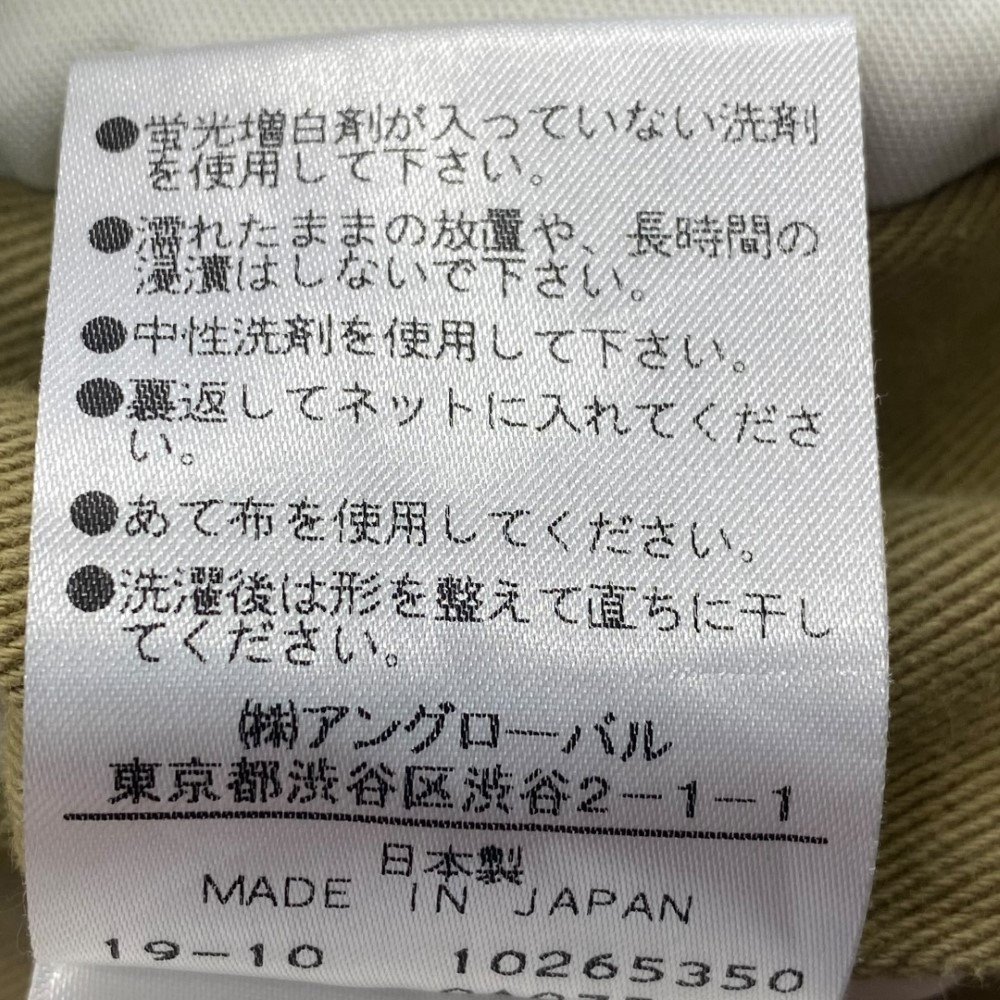 ●蛍光増白剤が入っていない洗剤
を使用して下さい。
●濡れたままの放置や、長時間の
浸漬はしないで下さい。
●中性洗剤を使用して下さい。
●裏返してネットに入れてくださ
い。
●あて布を使用してください。
●洗濯後は形を整えて直ちに干し
てください。
㈱アングローバル
東京都渋谷区渋谷2-1-1
日本製
MADE IN JAPAN
19-10 10265350